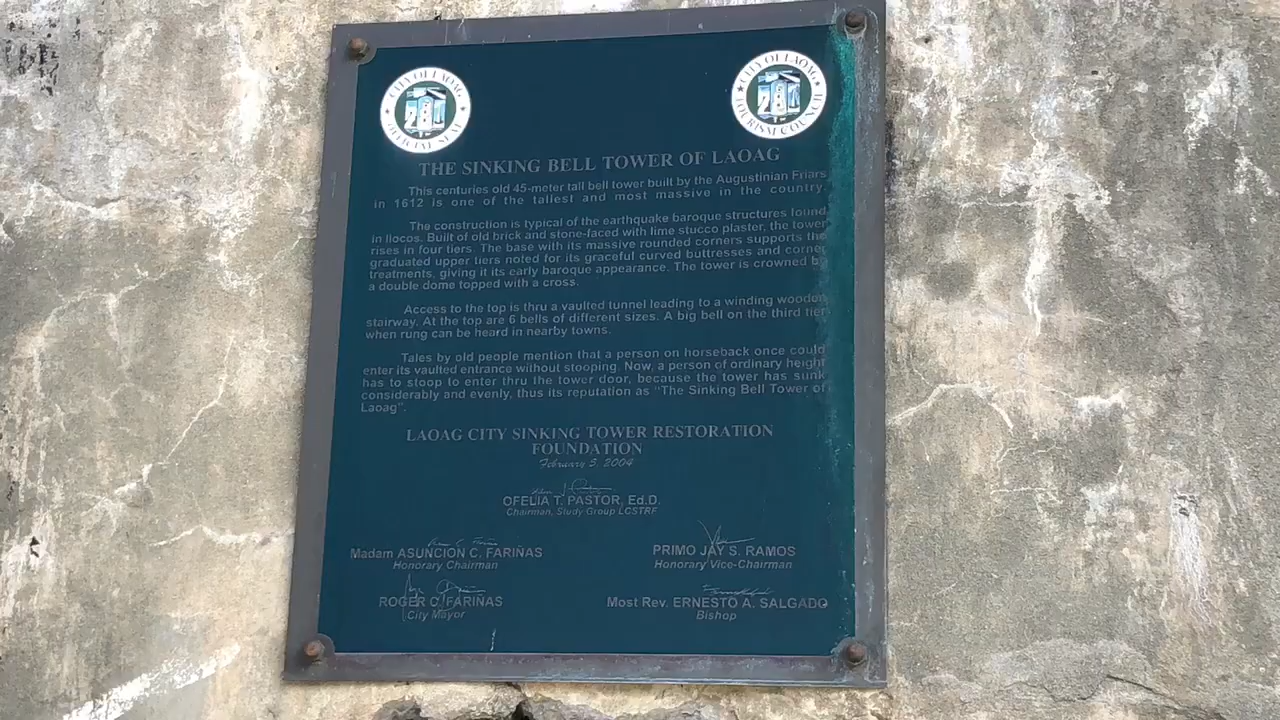 CITY OF LAOAG
OFFICIAL SEAL
CITY OF LAOAG
TOURISM COUNCIL
THE SINKING BELL TOWER OF LAOAG
This centuries old 45-meter tall bell tower built by the Augustinian Friars
in 1612 is one of the tallest and most massive in the country.
The construction is typical of the earthquake baroque structures found
in Ilocos. Built of old brick and stone-faced with lime stucco plaster, the tower
rises in four tiers. The base with its massive rounded corners supports the
graduated upper tiers noted for its graceful curved buttresses and corner
treatments, giving it its early baroque appearance. The tower is crowned by
a double dome topped with a cross.
Access to the top is thru a vaulted tunnel leading to a winding wooden
stairway. At the top are 6 bells of different sizes. A big bell on the third tier
when rung can be heard in nearby towns.
Tales by old people mention that a person on horseback once could
enter its vaulted entrance without stooping. Now, a person of ordinary height
has to stoop to enter thru the tower door, because the tower has sunk
considerably and evenly, thus its reputation as "The Sinking Bell Tower of
Laoag".
LAOAG CITY SINKING TOWER RESTORATION
FOUNDATION
February 5, 2004
OFELIA T. PASTOR, Ed.D.
Chairman, Study Group LCSTRF
Madam ASUNCION C. FARIÑAS
Honorary Chairman
PRIMO JAY S. RAMOS
Honorary Vice-Chairman
ROGER C. FARIÑAS
City Mayor
Most Rev. ERNESTO A. SALGADO
Bishop